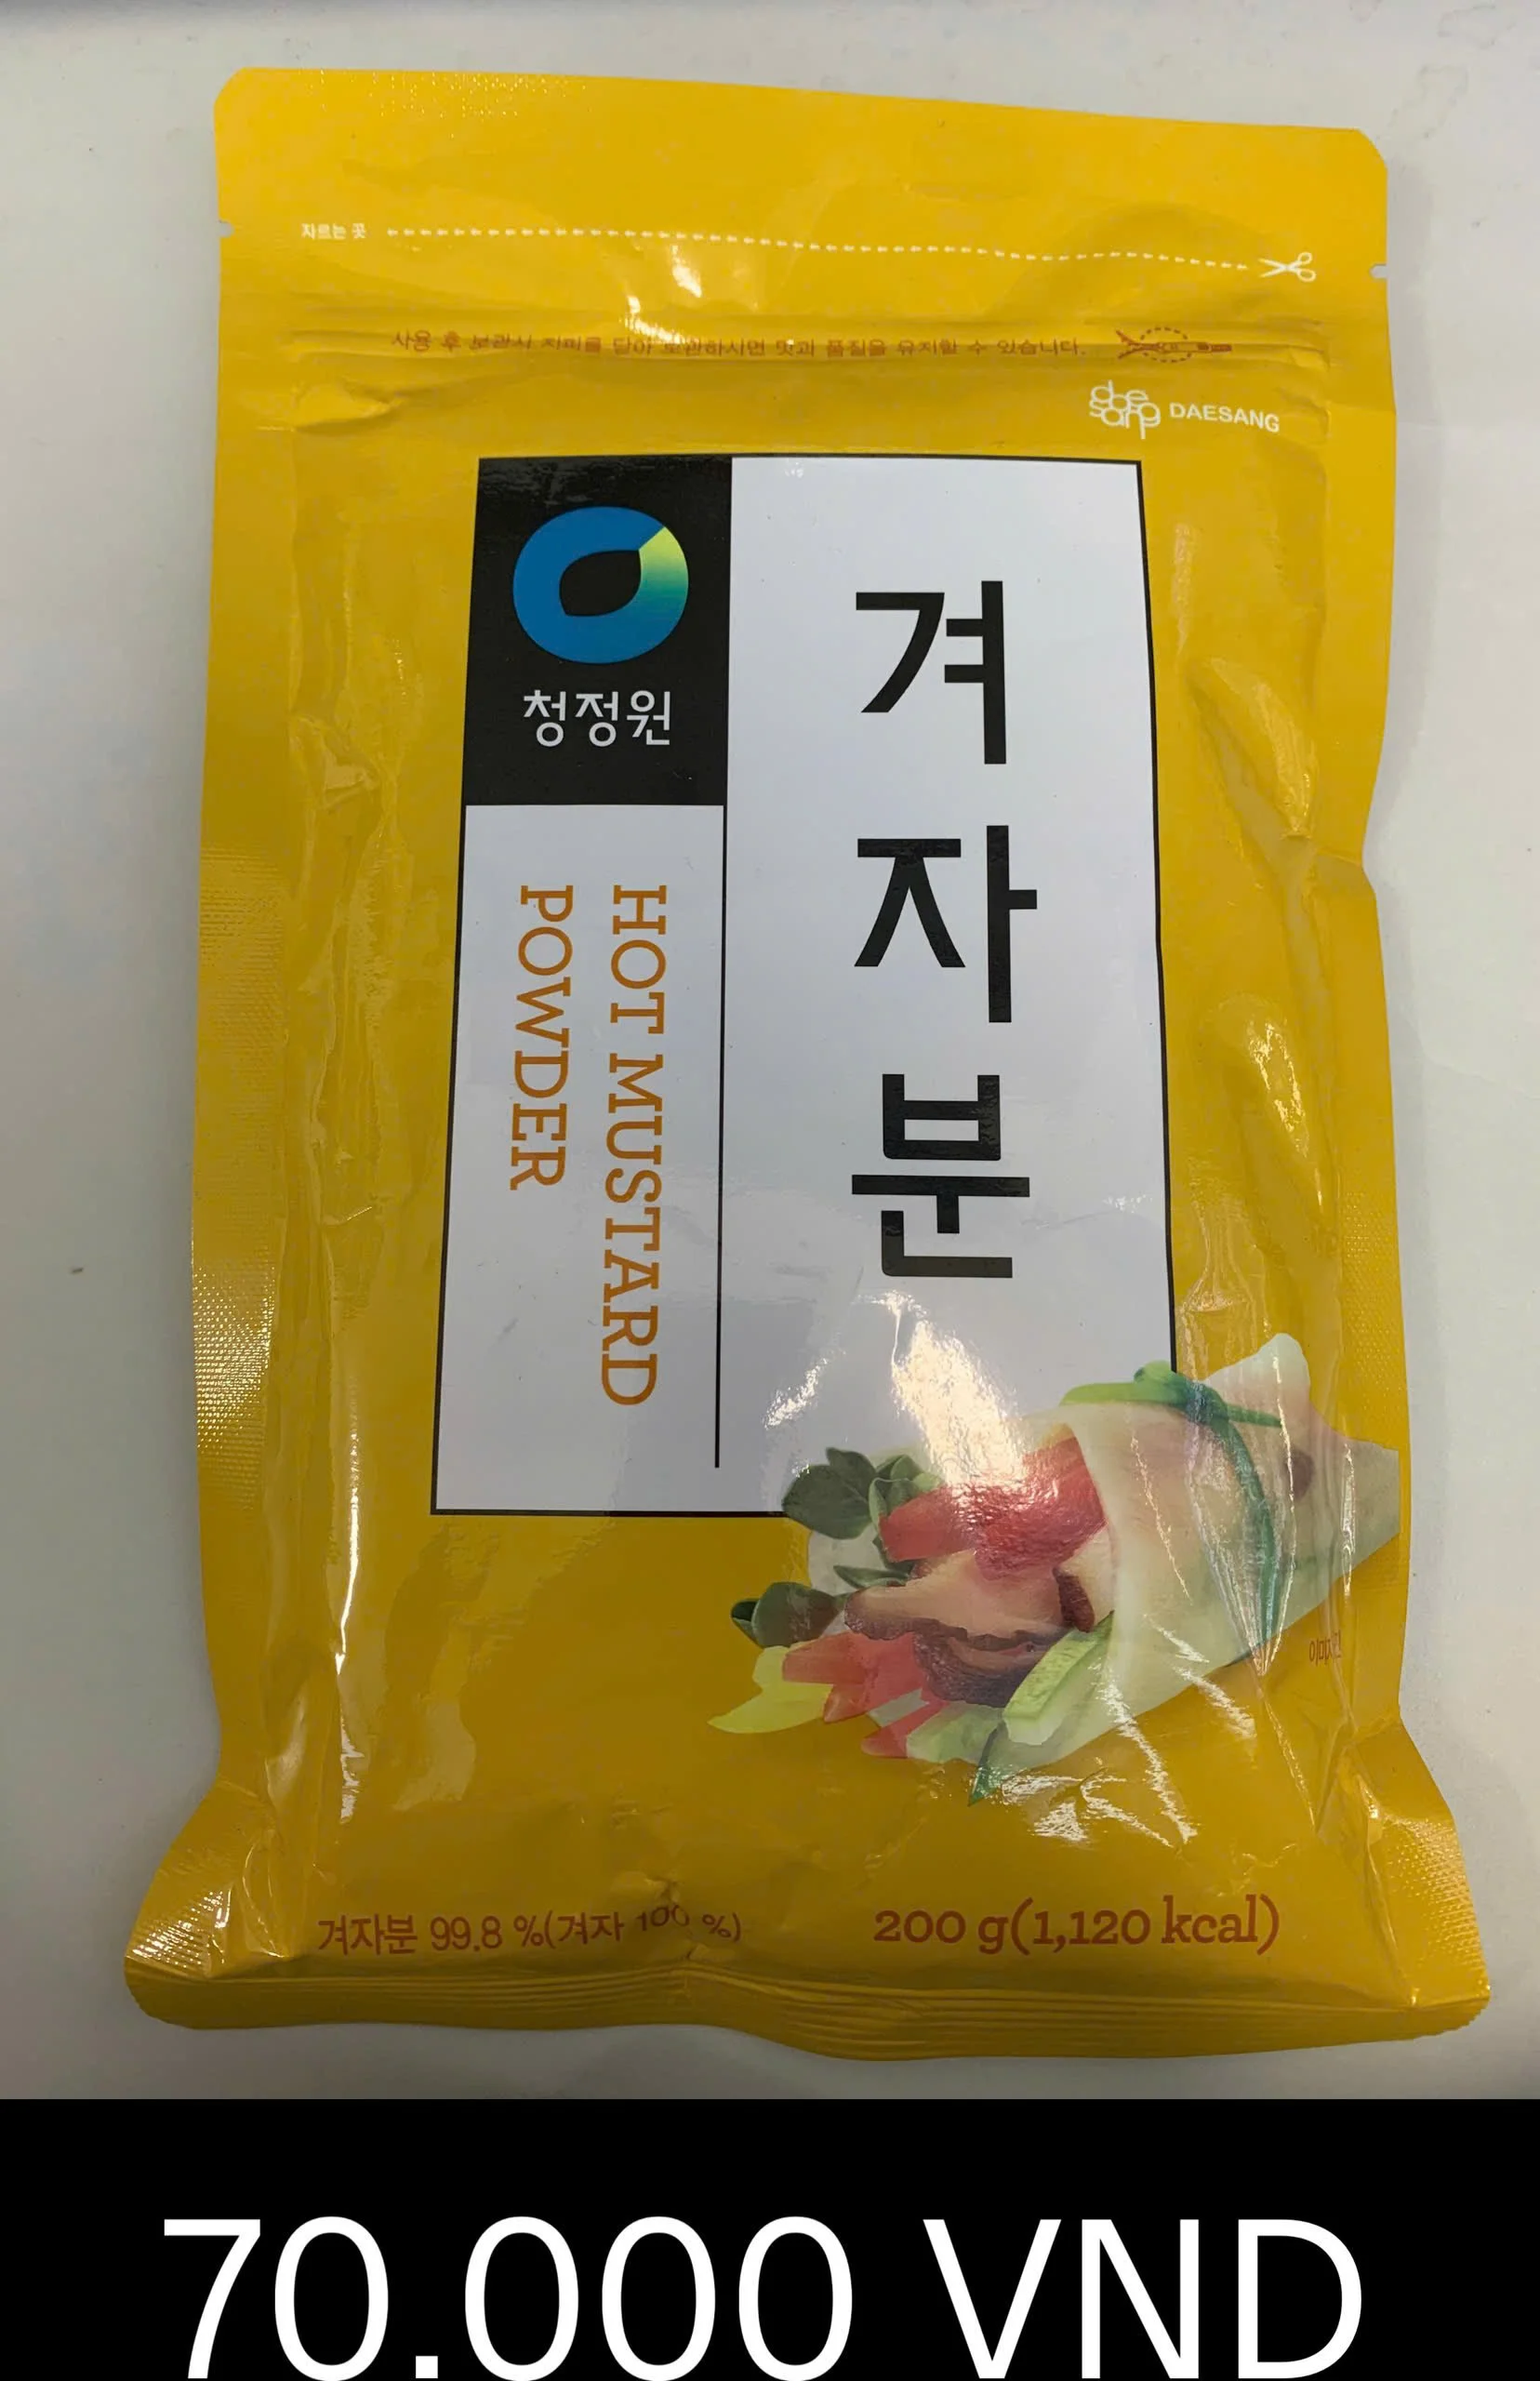 자르는 곳
사용 후 보관시 지퍼를 닫아 보관하시면 맛과 품질을 유지할 수 있습니다.
daesang DAESANG
청정원
겨자분
HOT MUSTARD
POWDER
겨자분 99.8 %(겨자 100 %)
200 g(1,120 kcal)
70.000 VND